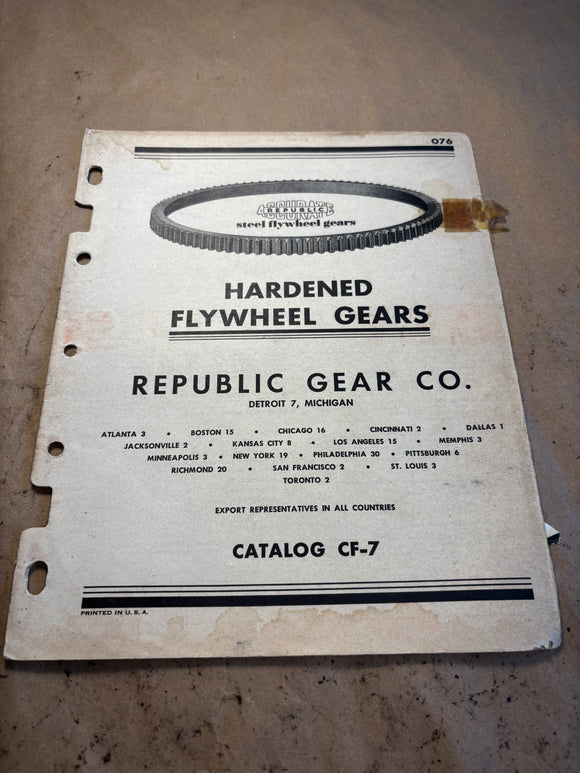 076
ACCURATE
REPUBLIC
steel flywheel gears
HARDENED
FLYWHEEL GEARS
REPUBLIC GEAR CO.
DETROIT 7, MICHIGAN
ATLANTA 3 • BOSTON 15 • CHICAGO 16 • CINCINNATI 2 • DALLAS 1
JACKSONVILLE 2 • KANSAS CITY 8 • LOS ANGELES 15 • MEMPHIS 3
MINNEAPOLIS 3 • NEW YORK 19 • PHILADELPHIA 30 • PITTSBURGH 6
RICHMOND 20 • SAN FRANCISCO 2 • ST. LOUIS 3
TORONTO 2
EXPORT REPRESENTATIVES IN ALL COUNTRIES
CATALOG CF-7
PRINTED IN U. S. A.